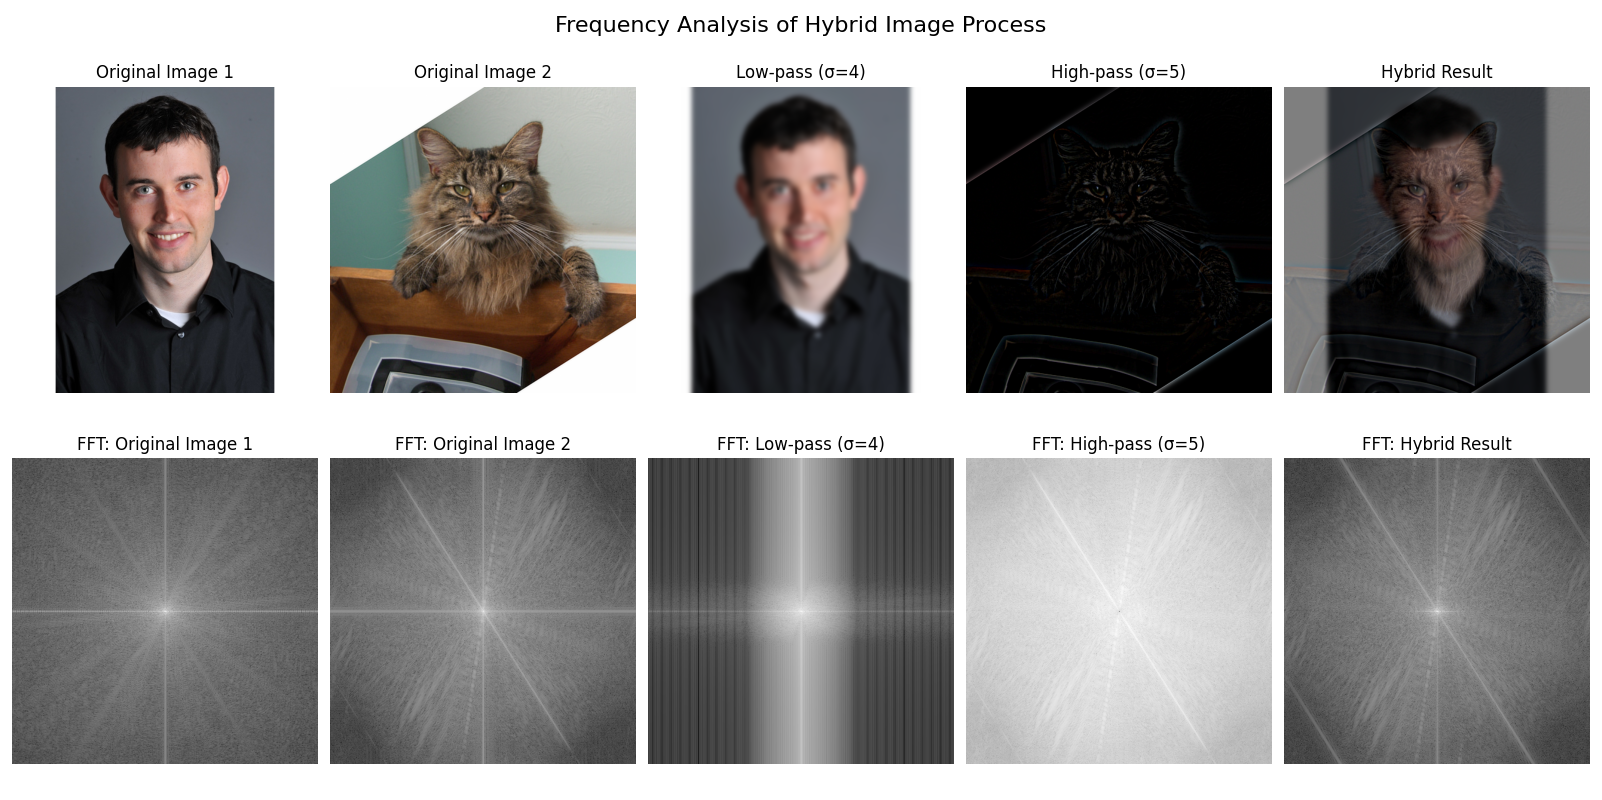 Frequency Analysis of Hybrid Image Process
Original Image 1
Original Image 2
Low-pass (σ=4)
High-pass (σ=5)
Hybrid Result
FFT: Original Image 1
FFT: Original Image 2
FFT: Low-pass (σ=4)
FFT: High-pass (σ=5)
FFT: Hybrid Result